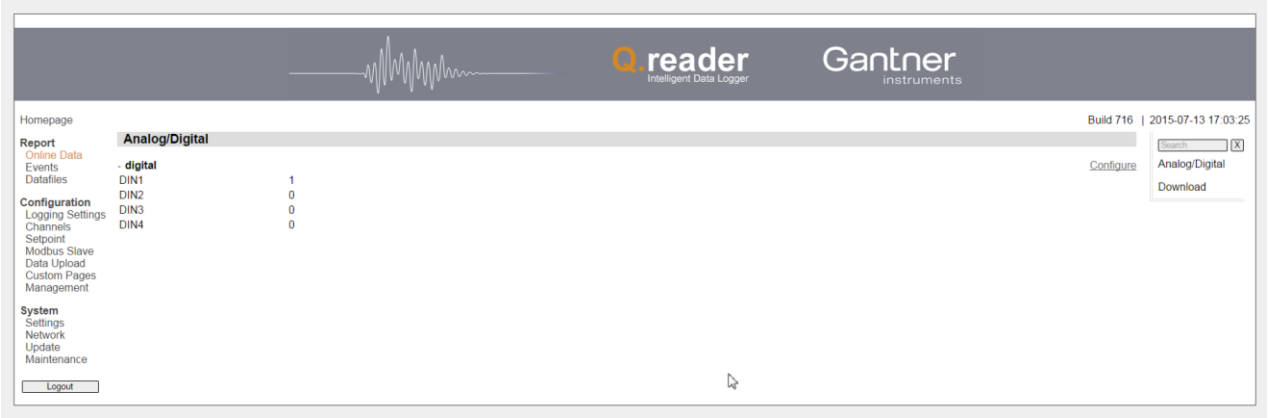 Q.reader
Intelligent Data Logger
Gantner
instruments
Homepage
Build 716 | 2015-07-13 17:03:25
Report
Online Data
Events
Datafiles
Configuration
Logging Settings
Channels
Setpoint
Modbus Slave
Data Upload
Custom Pages
Management
System
Settings
Network
Update
Maintenance
Logout
Analog/Digital
- digital
Configure
DIN1 1
DIN2 0
DIN3 0
DIN4 0
Search X
Analog/Digital
Download